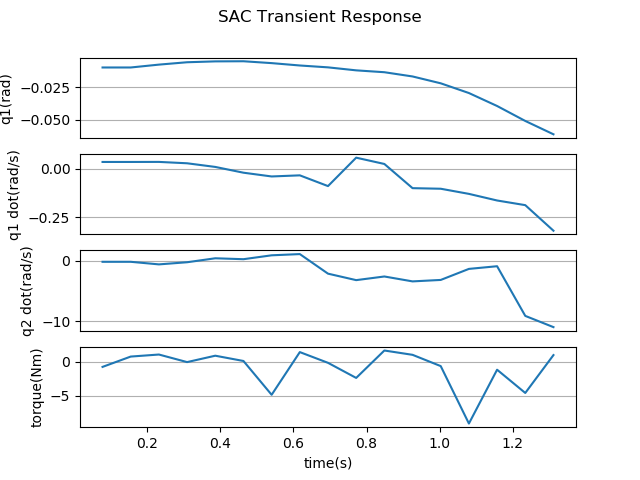 SAC Transient Response
q1(rad)
−0.025
−0.050
q1 dot(rad/s)
0.00
−0.25
q2 dot(rad/s)
0
−10
torque(Nm)
0
−5
0.2 0.4 0.6 0.8 1.0 1.2
time(s)